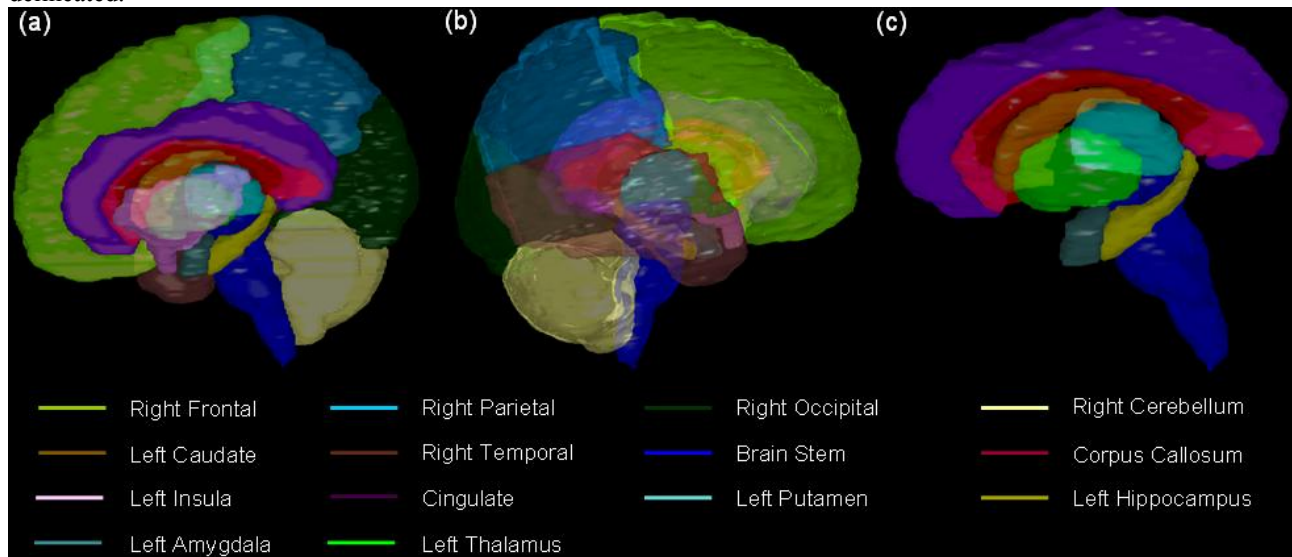 (a) (b) (c)
Right Frontal Right Parietal Right Occipital Right Cerebellum
Left Caudate Right Temporal Brain Stem Corpus Callosum
Left Insula Cingulate Left Putamen Left Hippocampus
Left Amygdala Left Thalamus